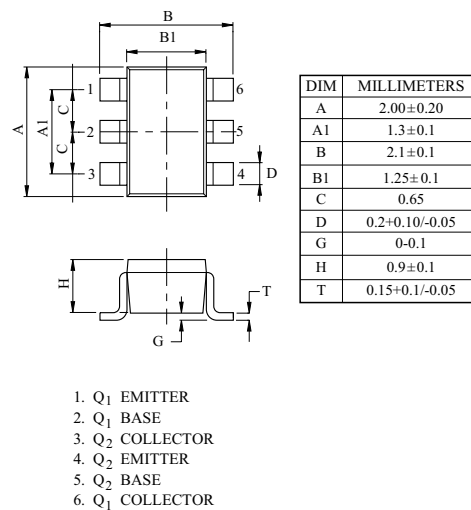 B
B1
1
6
C
A
A1
2
5
C
3
4
D
H
T
G
DIM MILLIMETERS
A 2.00±0.20
A1 1.3±0.1
B 2.1±0.1
B1 1.25±0.1
C 0.65
D 0.2+0.10/-0.05
G 0-0.1
H 0.9±0.1
T 0.15+0.1/-0.05
1. Q1 EMITTER
2. Q1 BASE
3. Q2 COLLECTOR
4. Q2 EMITTER
5. Q2 BASE
6. Q1 COLLECTOR